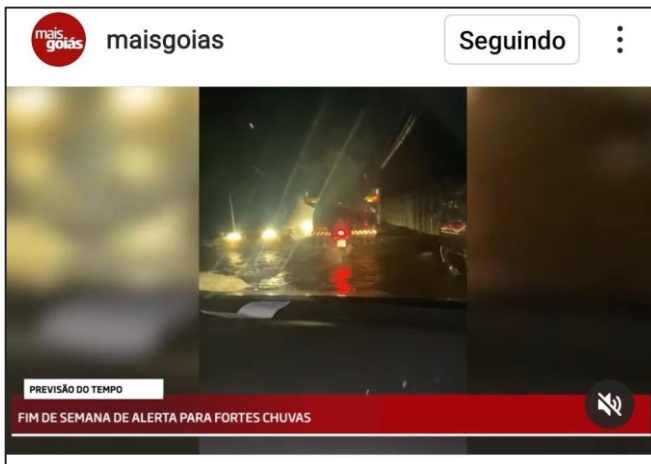 mais
goiás
maisgoias
Seguindo
PREVISÃO DO TEMPO
FIM DE SEMANA DE ALERTA PARA FORTES CHUVAS